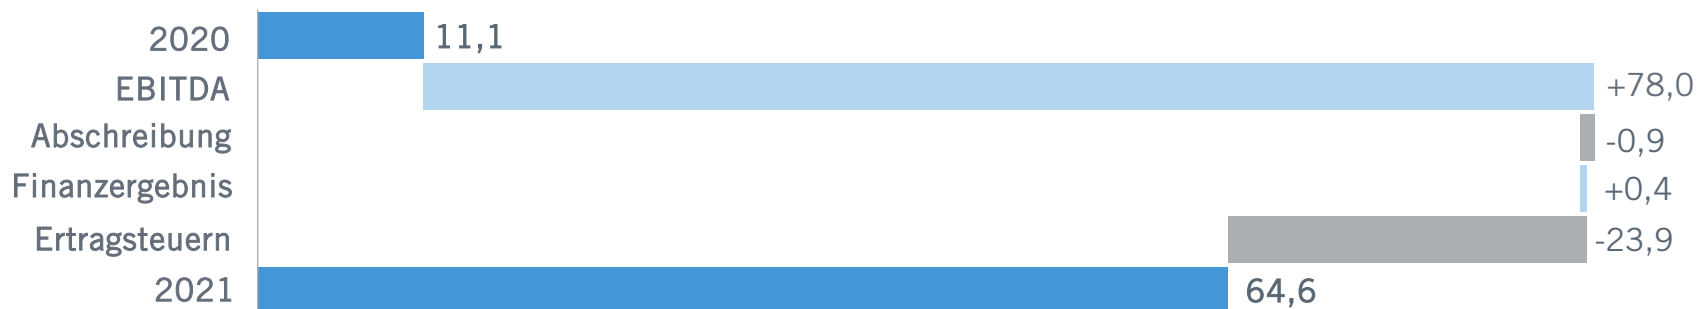 2020 11,1
EBITDA +78,0
Abschreibung -0,9
Finanzergebnis +0,4
Ertragsteuern -23,9
2021 64,6